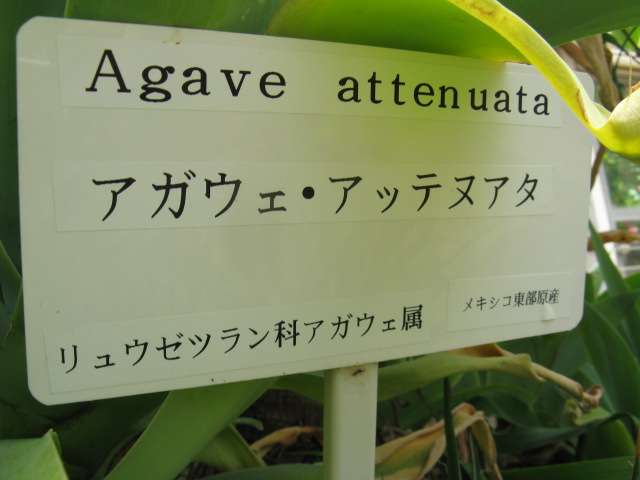 Agave attenuata
アガウェ・アッテヌアタ
リュウゼツラン科アガウェ属
メキシコ東部原産